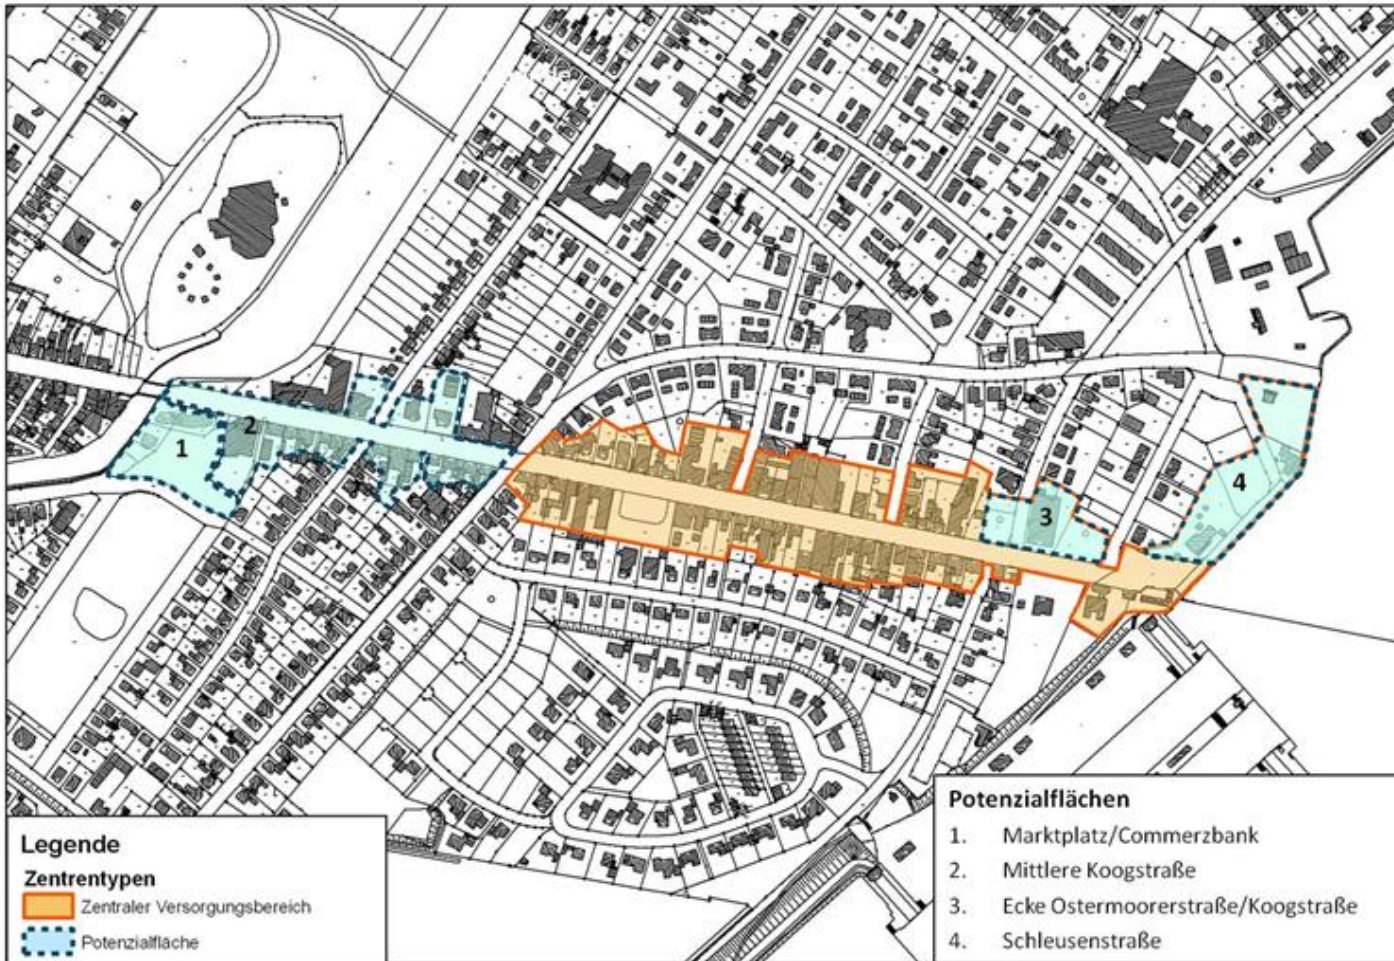 1
2
3
4
Legende
Zentrentypen
Zentraler Versorgungsbereich
Potenzialfläche
Potenzialflächen
1. Marktplatz/Commerzbank
2. Mittlere Koogstraße
3. Ecke Ostermoorerstraße/Koogstraße
4. Schleusenstraße